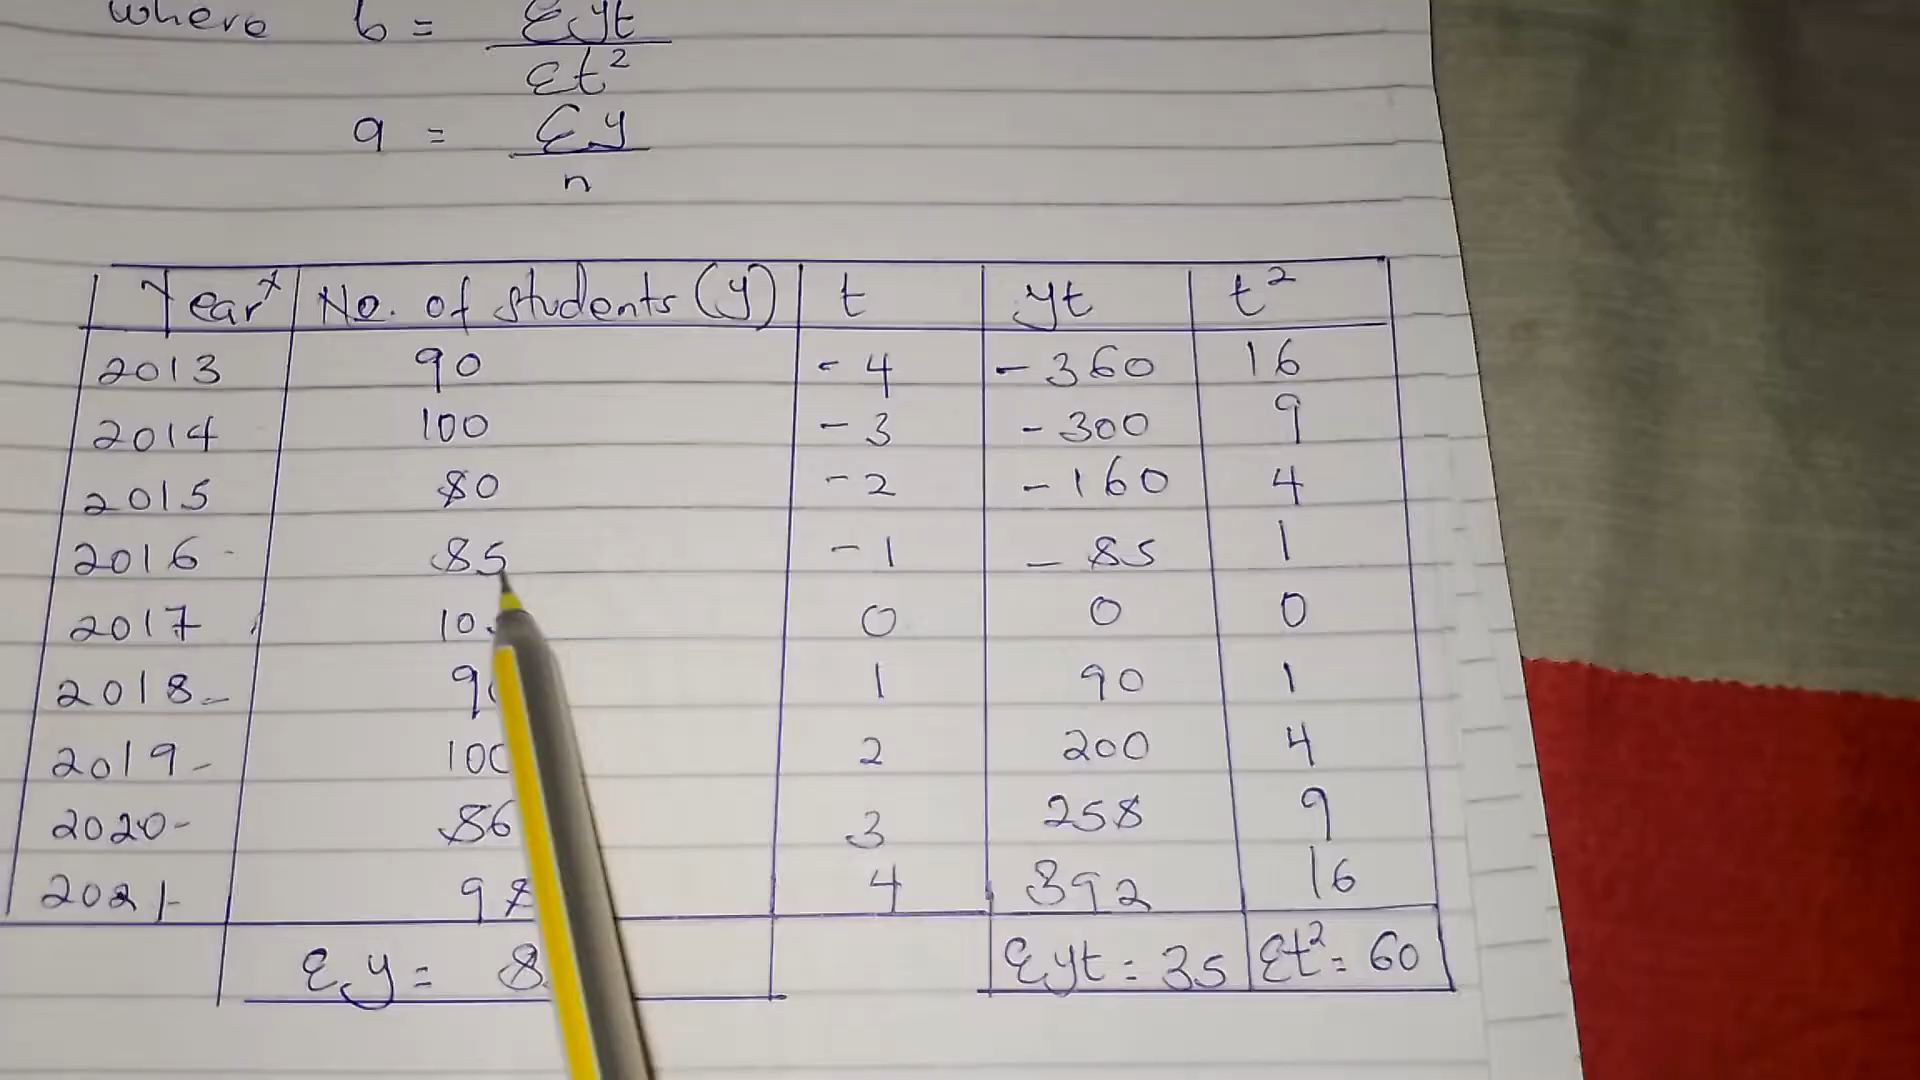 where b = Σyt
Σt²
a = Σy
n
Year x No. of students (y) t yt t²
2013 90 -4 -360 16
2014 100 -3 -300 9
2015 80 -2 -160 4
2016 85 -1 -85 1
2017 0 0 0
2018 1 90 1
2019 100 2 200 4
2020 86 3 258 9
2021 98 4 392 16
Σy = Σyt = 35 Σt² = 60